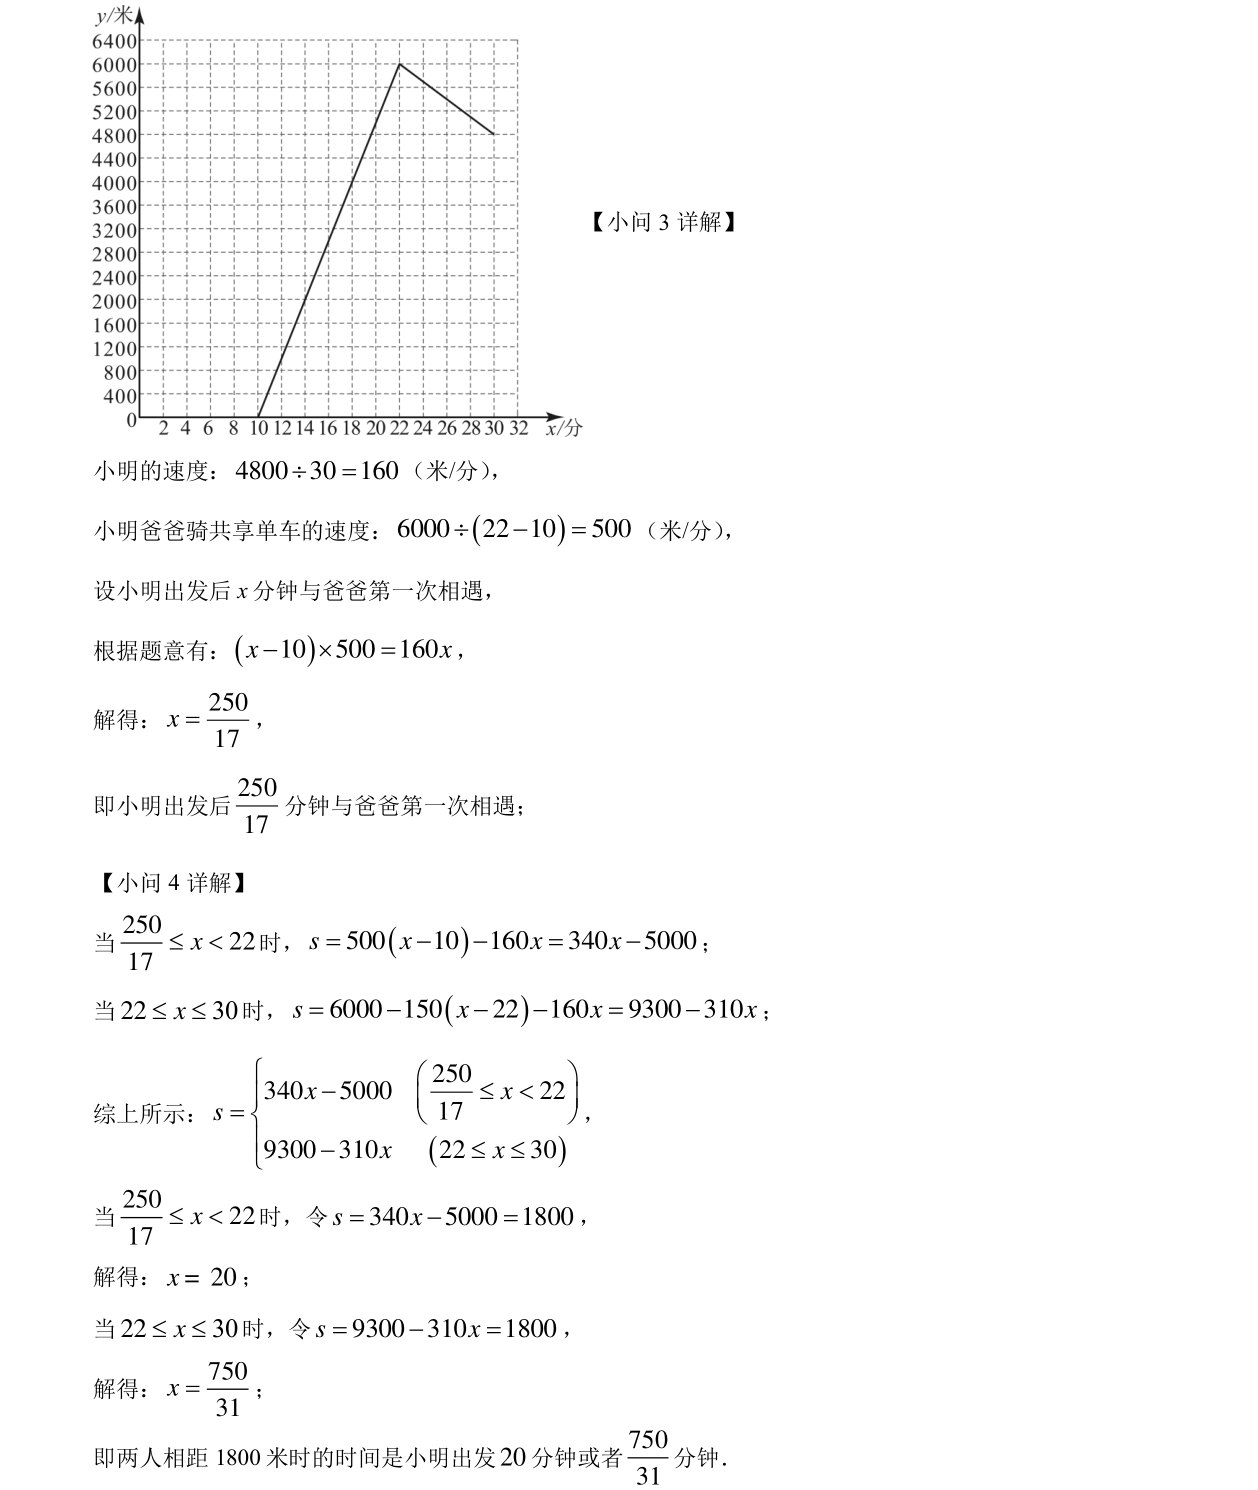 y/米
6400
6000
5600
5200
4800
4400
4000
3600
3200
2800
2400
2000
1600
1200
800
400
0
2 4 6 8 10 12 14 16 18 20 22 24 26 28 30 32 x/分
【小问 3 详解】
小明的速度：4800÷30=160（米/分），
小明爸爸骑共享单车的速度：6000÷(22−10)=500（米/分），
设小明出发后 x 分钟与爸爸第一次相遇，
根据题意有：(x−10)×500=160x，
解得：x=250/17，
即小明出发后250/17分钟与爸爸第一次相遇；
【小问 4 详解】
当250/17≤x<22时，s=500(x−10)−160x=340x−5000；
当22≤x≤30时，s=6000−150(x−22)−160x=9300−310x；
综上所示：s={340x−5000 (250/17≤x<22)，
9300−310x (22≤x≤30)
当250/17≤x<22时，令s=340x−5000=1800，
解得：x= 20；
当22≤x≤30时，令s=9300−310x=1800，
解得：x=750/31；
即两人相距 1800 米时的时间是小明出发20分钟或者750/31分钟．